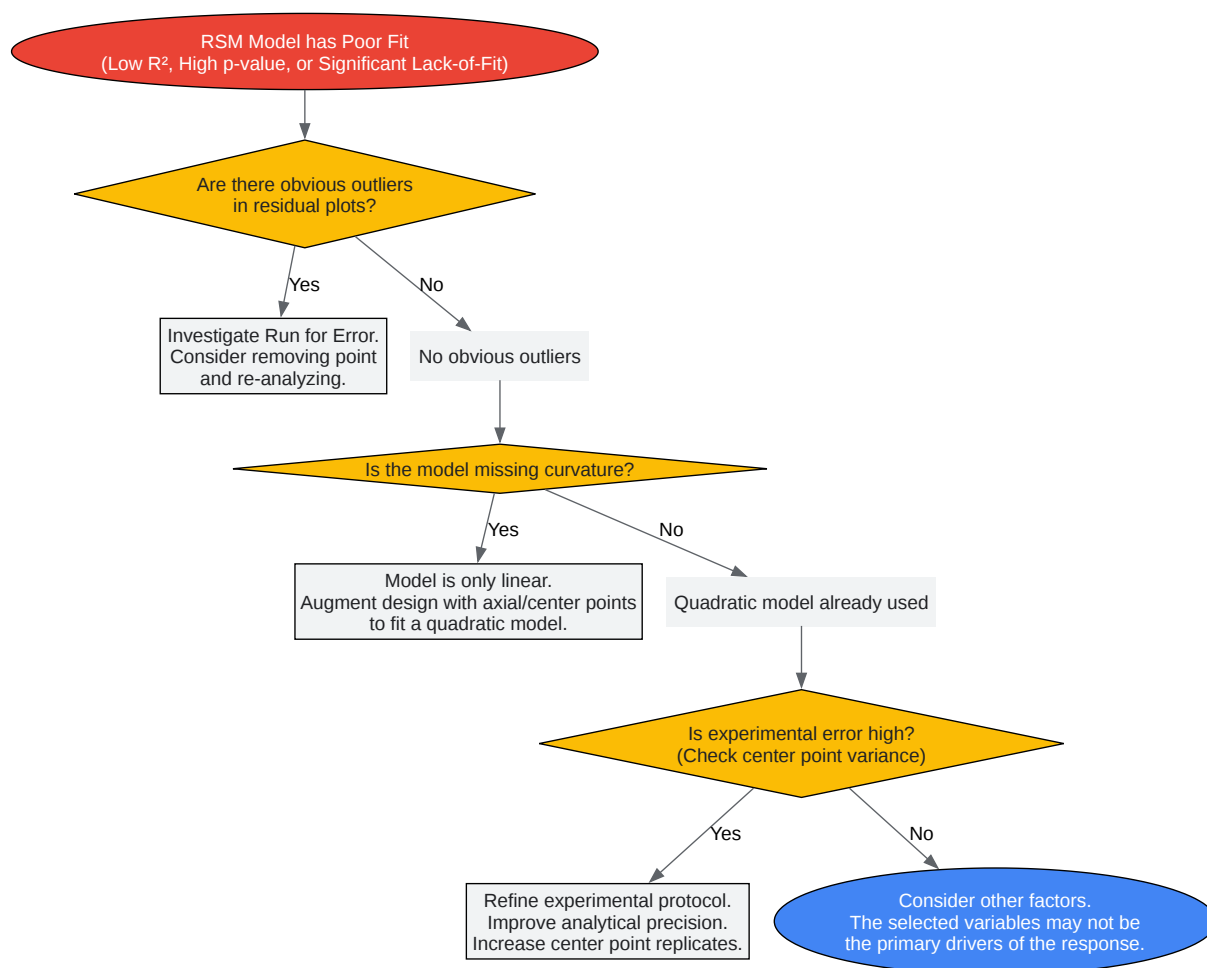 RSM Model has Poor Fit
(Low R², High p-value, or Significant Lack-of-Fit)
Are there obvious outliers
in residual plots?
Yes
No
Investigate Run for Error.
Consider removing point
and re-analyzing.
No obvious outliers
Is the model missing curvature?
Yes
No
Model is only linear.
Augment design with axial/center points
to fit a quadratic model.
Quadratic model already used
Is experimental error high?
(Check center point variance)
Yes
No
Refine experimental protocol.
Improve analytical precision.
Increase center point replicates.
Consider other factors.
The selected variables may not be
the primary drivers of the response.